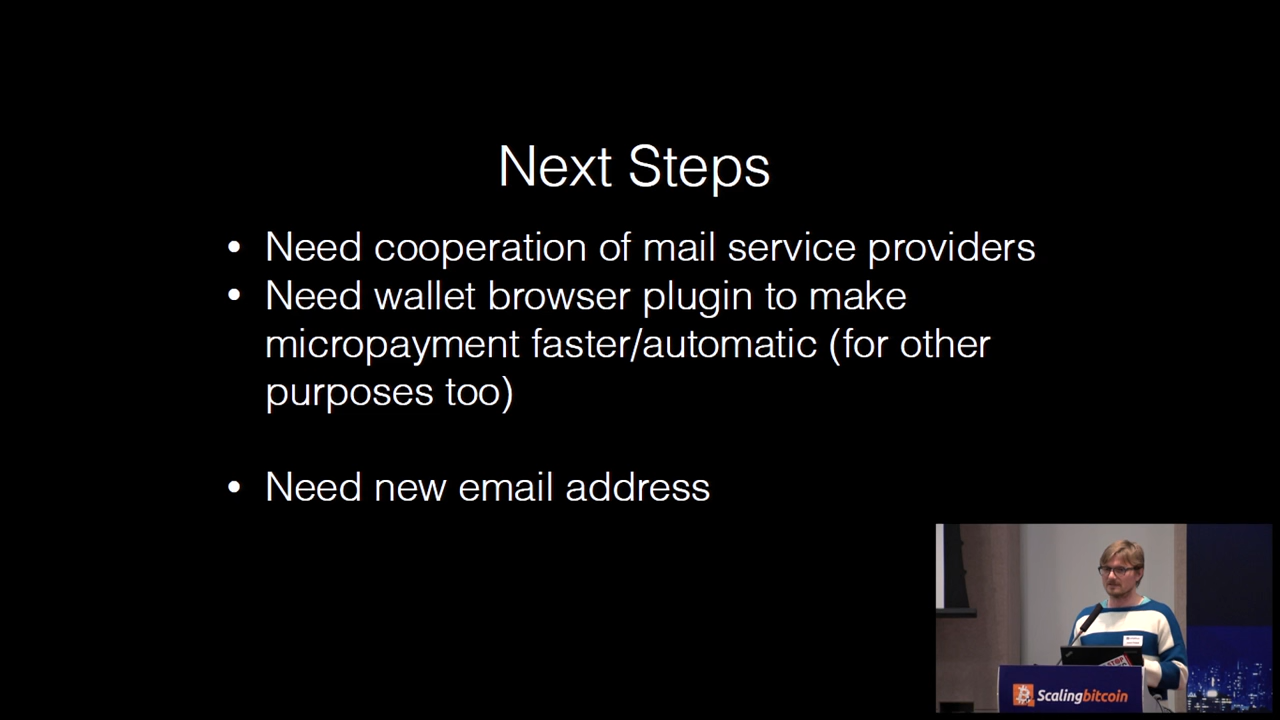 Next Steps
• Need cooperation of mail service providers
• Need wallet browser plugin to make
micropayment faster/automatic (for other
purposes too)
• Need new email address
Scalingbitcoin